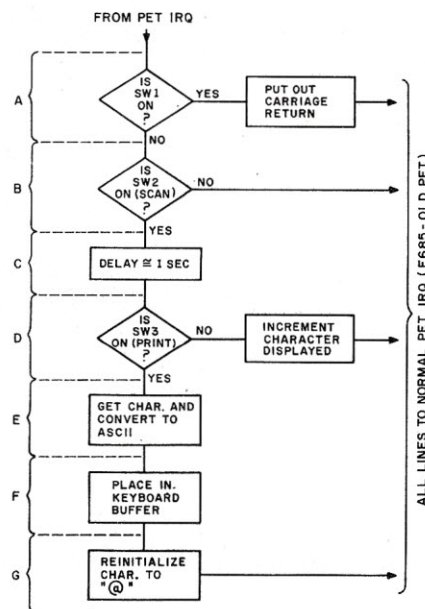 FROM PET IRQ
A
IS
SW1
ON
?
YES
PUT OUT
CARRIAGE
RETURN
NO
B
IS
SW2
ON (SCAN)
?
NO
YES
C
DELAY ≅ 1 SEC
D
IS
SW3
ON (PRINT)
?
NO
INCREMENT
CHARACTER
DISPLAYED
YES
E
GET CHAR. AND
CONVERT TO
ASCII
F
PLACE IN.
KEYBOARD
BUFFER
G
REINITIALIZE
CHAR. TO
"@"
ALL LINES TO NORMAL PET IRQ (E685-OLD PET)